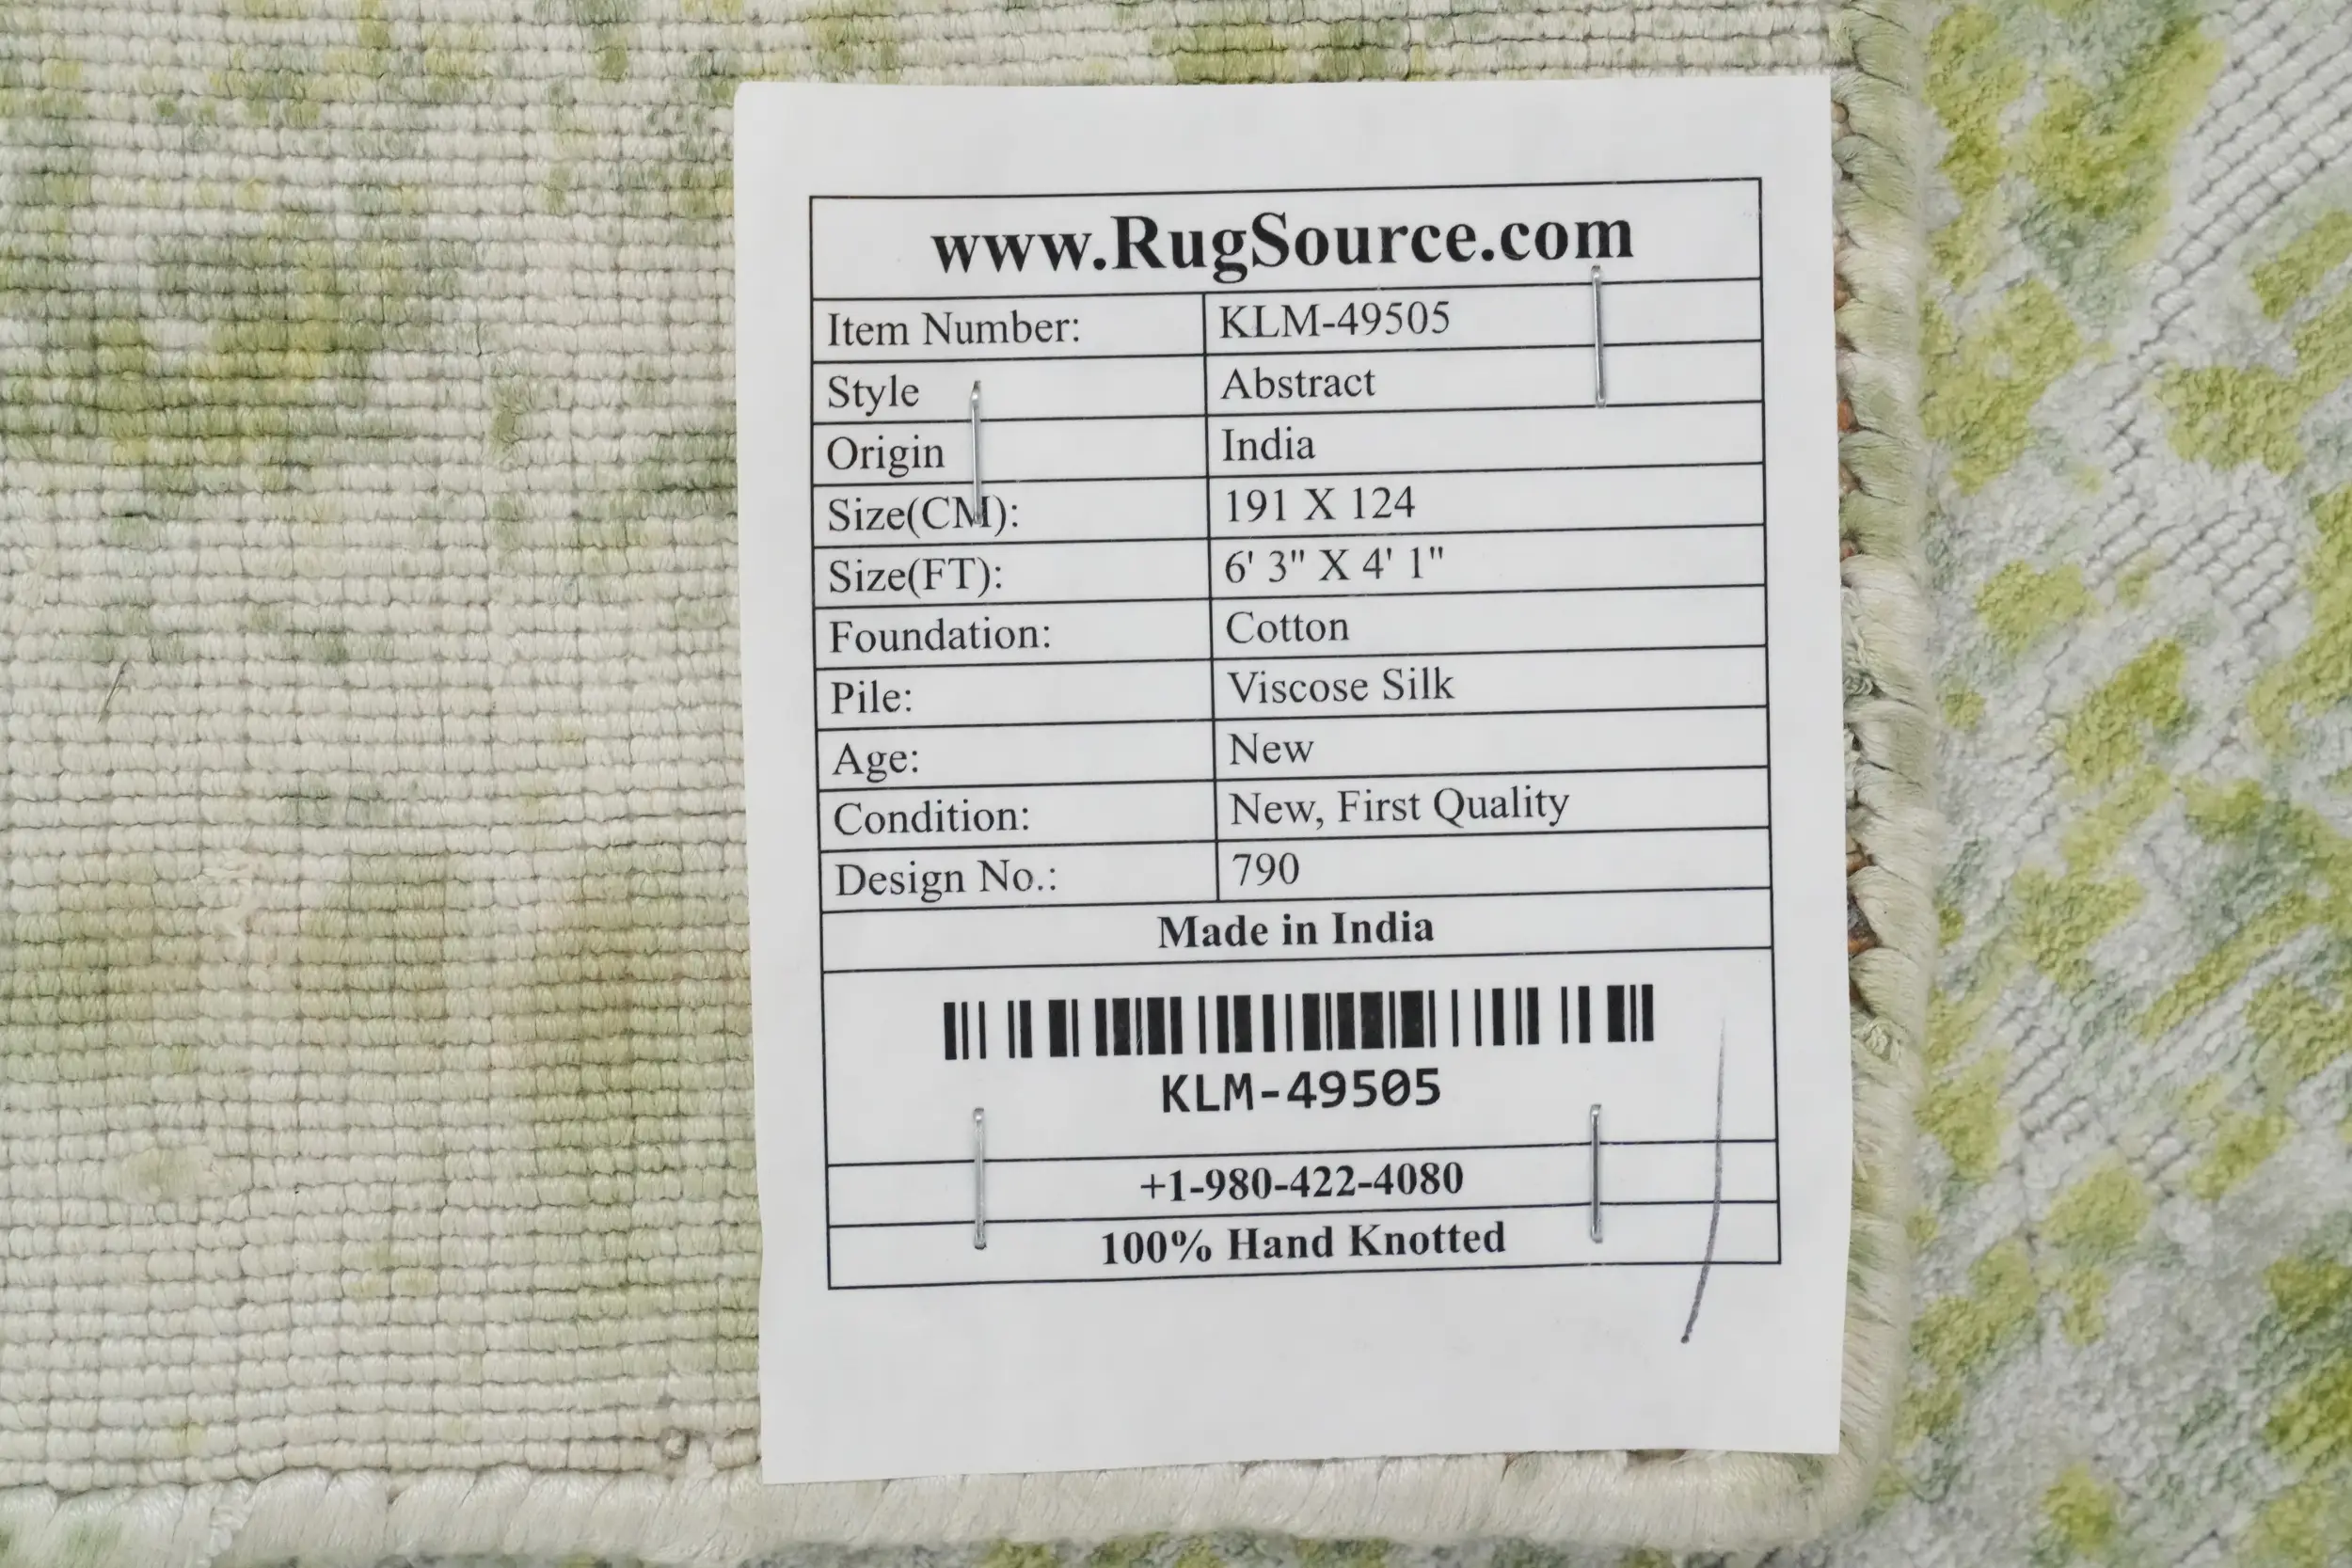 www.RugSource.com
Item Number: KLM-49505
Style Abstract
Origin India
Size(CM): 191 X 124
Size(FT): 6' 3" X 4' 1"
Foundation: Cotton
Pile: Viscose Silk
Age: New
Condition: New, First Quality
Design No.: 790
Made in India
KLM-49505
+1-980-422-4080
100% Hand Knotted